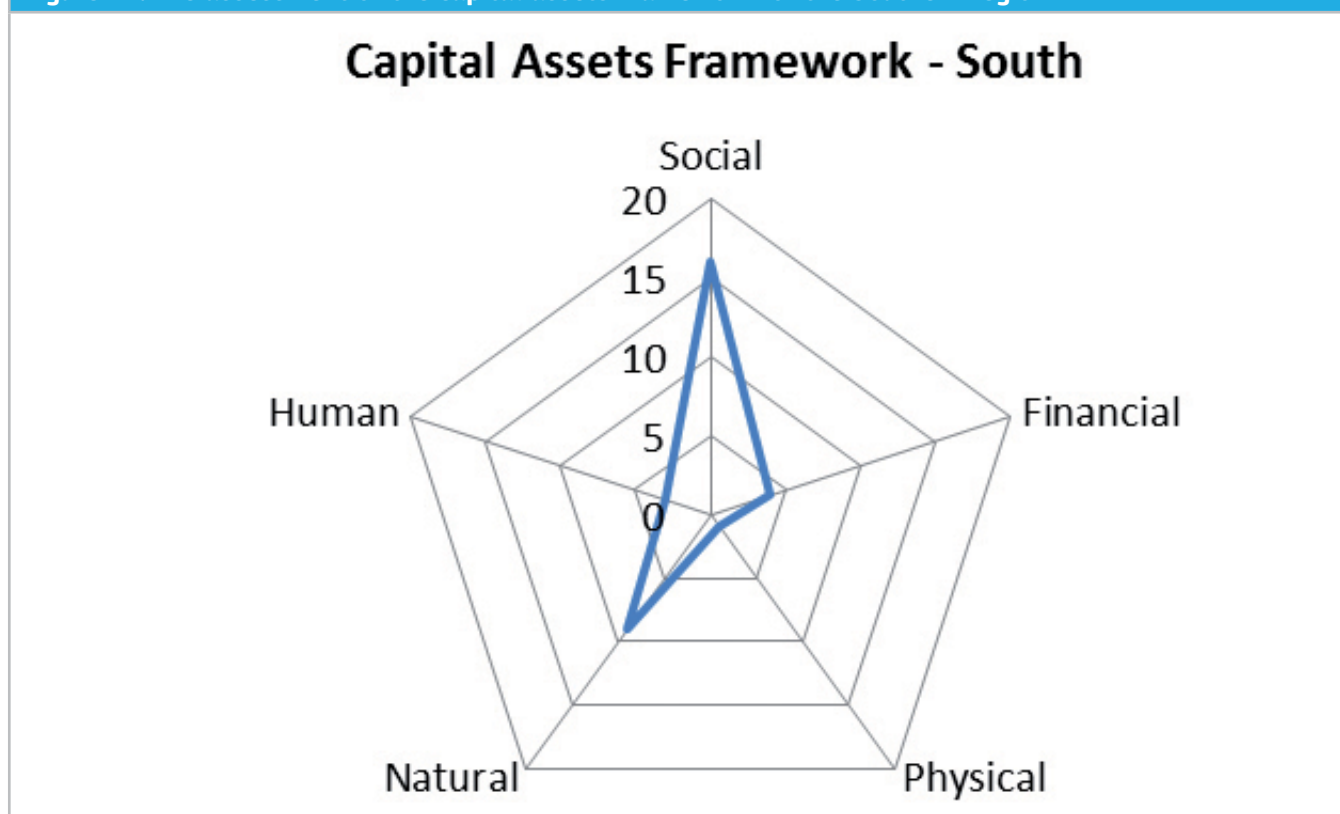 Capital Assets Framework - South
Social
20
15
10
5
0
Human
Financial
Natural
Physical